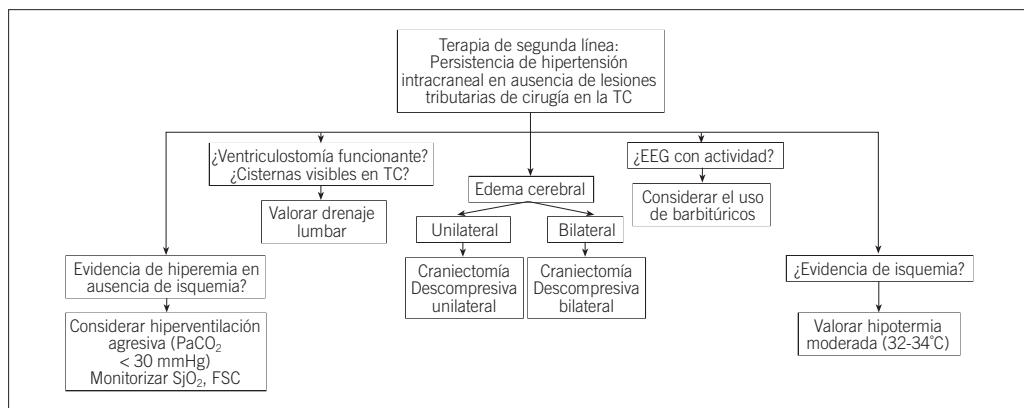 Terapia de segunda línea:
Persistencia de hipertensión
intracraneal en ausencia de lesiones
tributarias de cirugía en la TC
¿Ventriculostomía funcionante?
¿Cisternas visibles en TC?
Valorar drenaje
lumbar
Edema cerebral
Unilateral
Bilateral
Craniectomía
Descompresiva
unilateral
Craniectomía
Descompresiva
bilateral
¿EEG con actividad?
Considerar el uso
de barbitúricos
Evidencia de hiperemia en
ausencia de isquemia?
Considerar hiperventilación
agresiva (PaCO₂
< 30 mmHg)
Monitorizar SjO₂, FSC
¿Evidencia de isquemia?
Valorar hipotermia
moderada (32-34˚C)